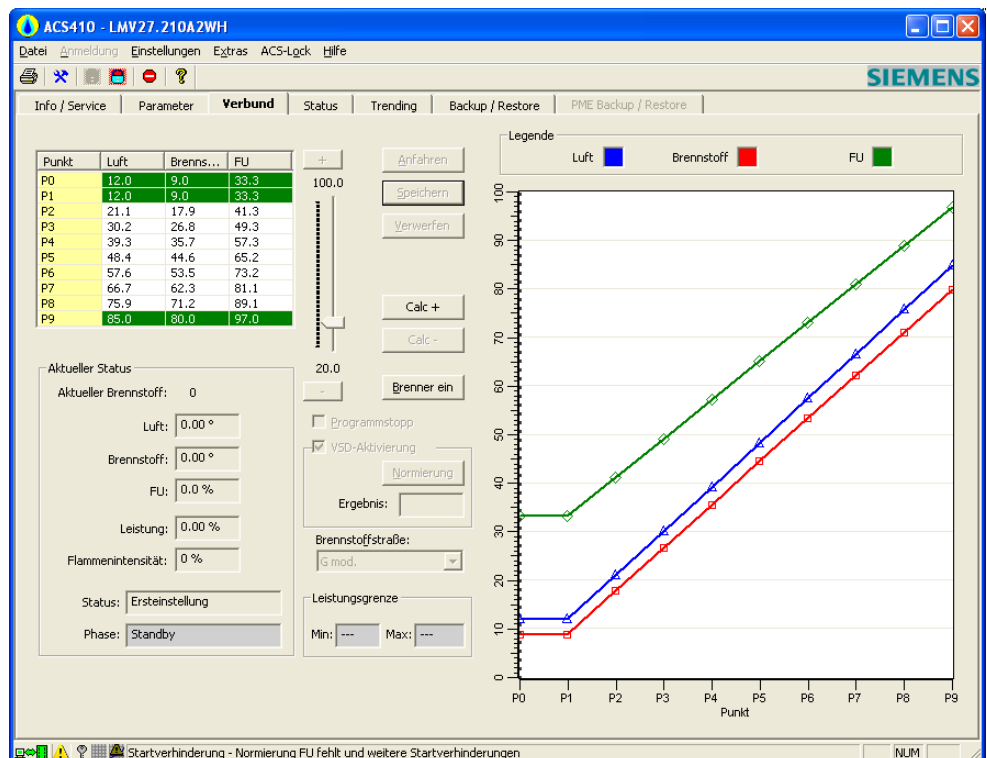 ACS410 - LMV27.210A2WH
Datei Anmeldung Einstellungen Extras ACS-Lock Hilfe
SIEMENS
Info / Service Parameter Verbund Status Trending Backup / Restore PME Backup / Restore
Punkt Luft Brenns... FU
P0 12.0 9.0 33.3
P1 12.0 9.0 33.3
P2 21.1 17.9 41.3
P3 30.2 26.8 49.3
P4 39.3 35.7 57.3
P5 48.4 44.6 65.2
P6 57.6 53.5 73.2
P7 66.7 62.3 81.1
P8 75.9 71.2 89.1
P9 85.0 80.0 97.0
+
100.0
20.0
-
Anfahren
Speichern
Verwerfen
Calc +
Calc -
Brenner ein
Programmstopp
VSD-Aktivierung
Normierung
Ergebnis:
Brennstoffstraße:
G mod.
Leistungsgrenze
Min: --- Max: ---
Aktueller Status
Aktueller Brennstoff: 0
Luft: 0.00 °
Brennstoff: 0.00 °
FU: 0.0 %
Leistung: 0.00 %
Flammenintensität: 0 %
Status: Ersteinstellung
Phase: Standby
Legende
Luft Brennstoff FU
100
90
80
70
60
50
40
30
20
10
0
P0 P1 P2 P3 P4 P5 P6 P7 P8 P9
Punkt
Startverhinderung - Normierung FU fehlt und weitere Startverhinderungen
NUM